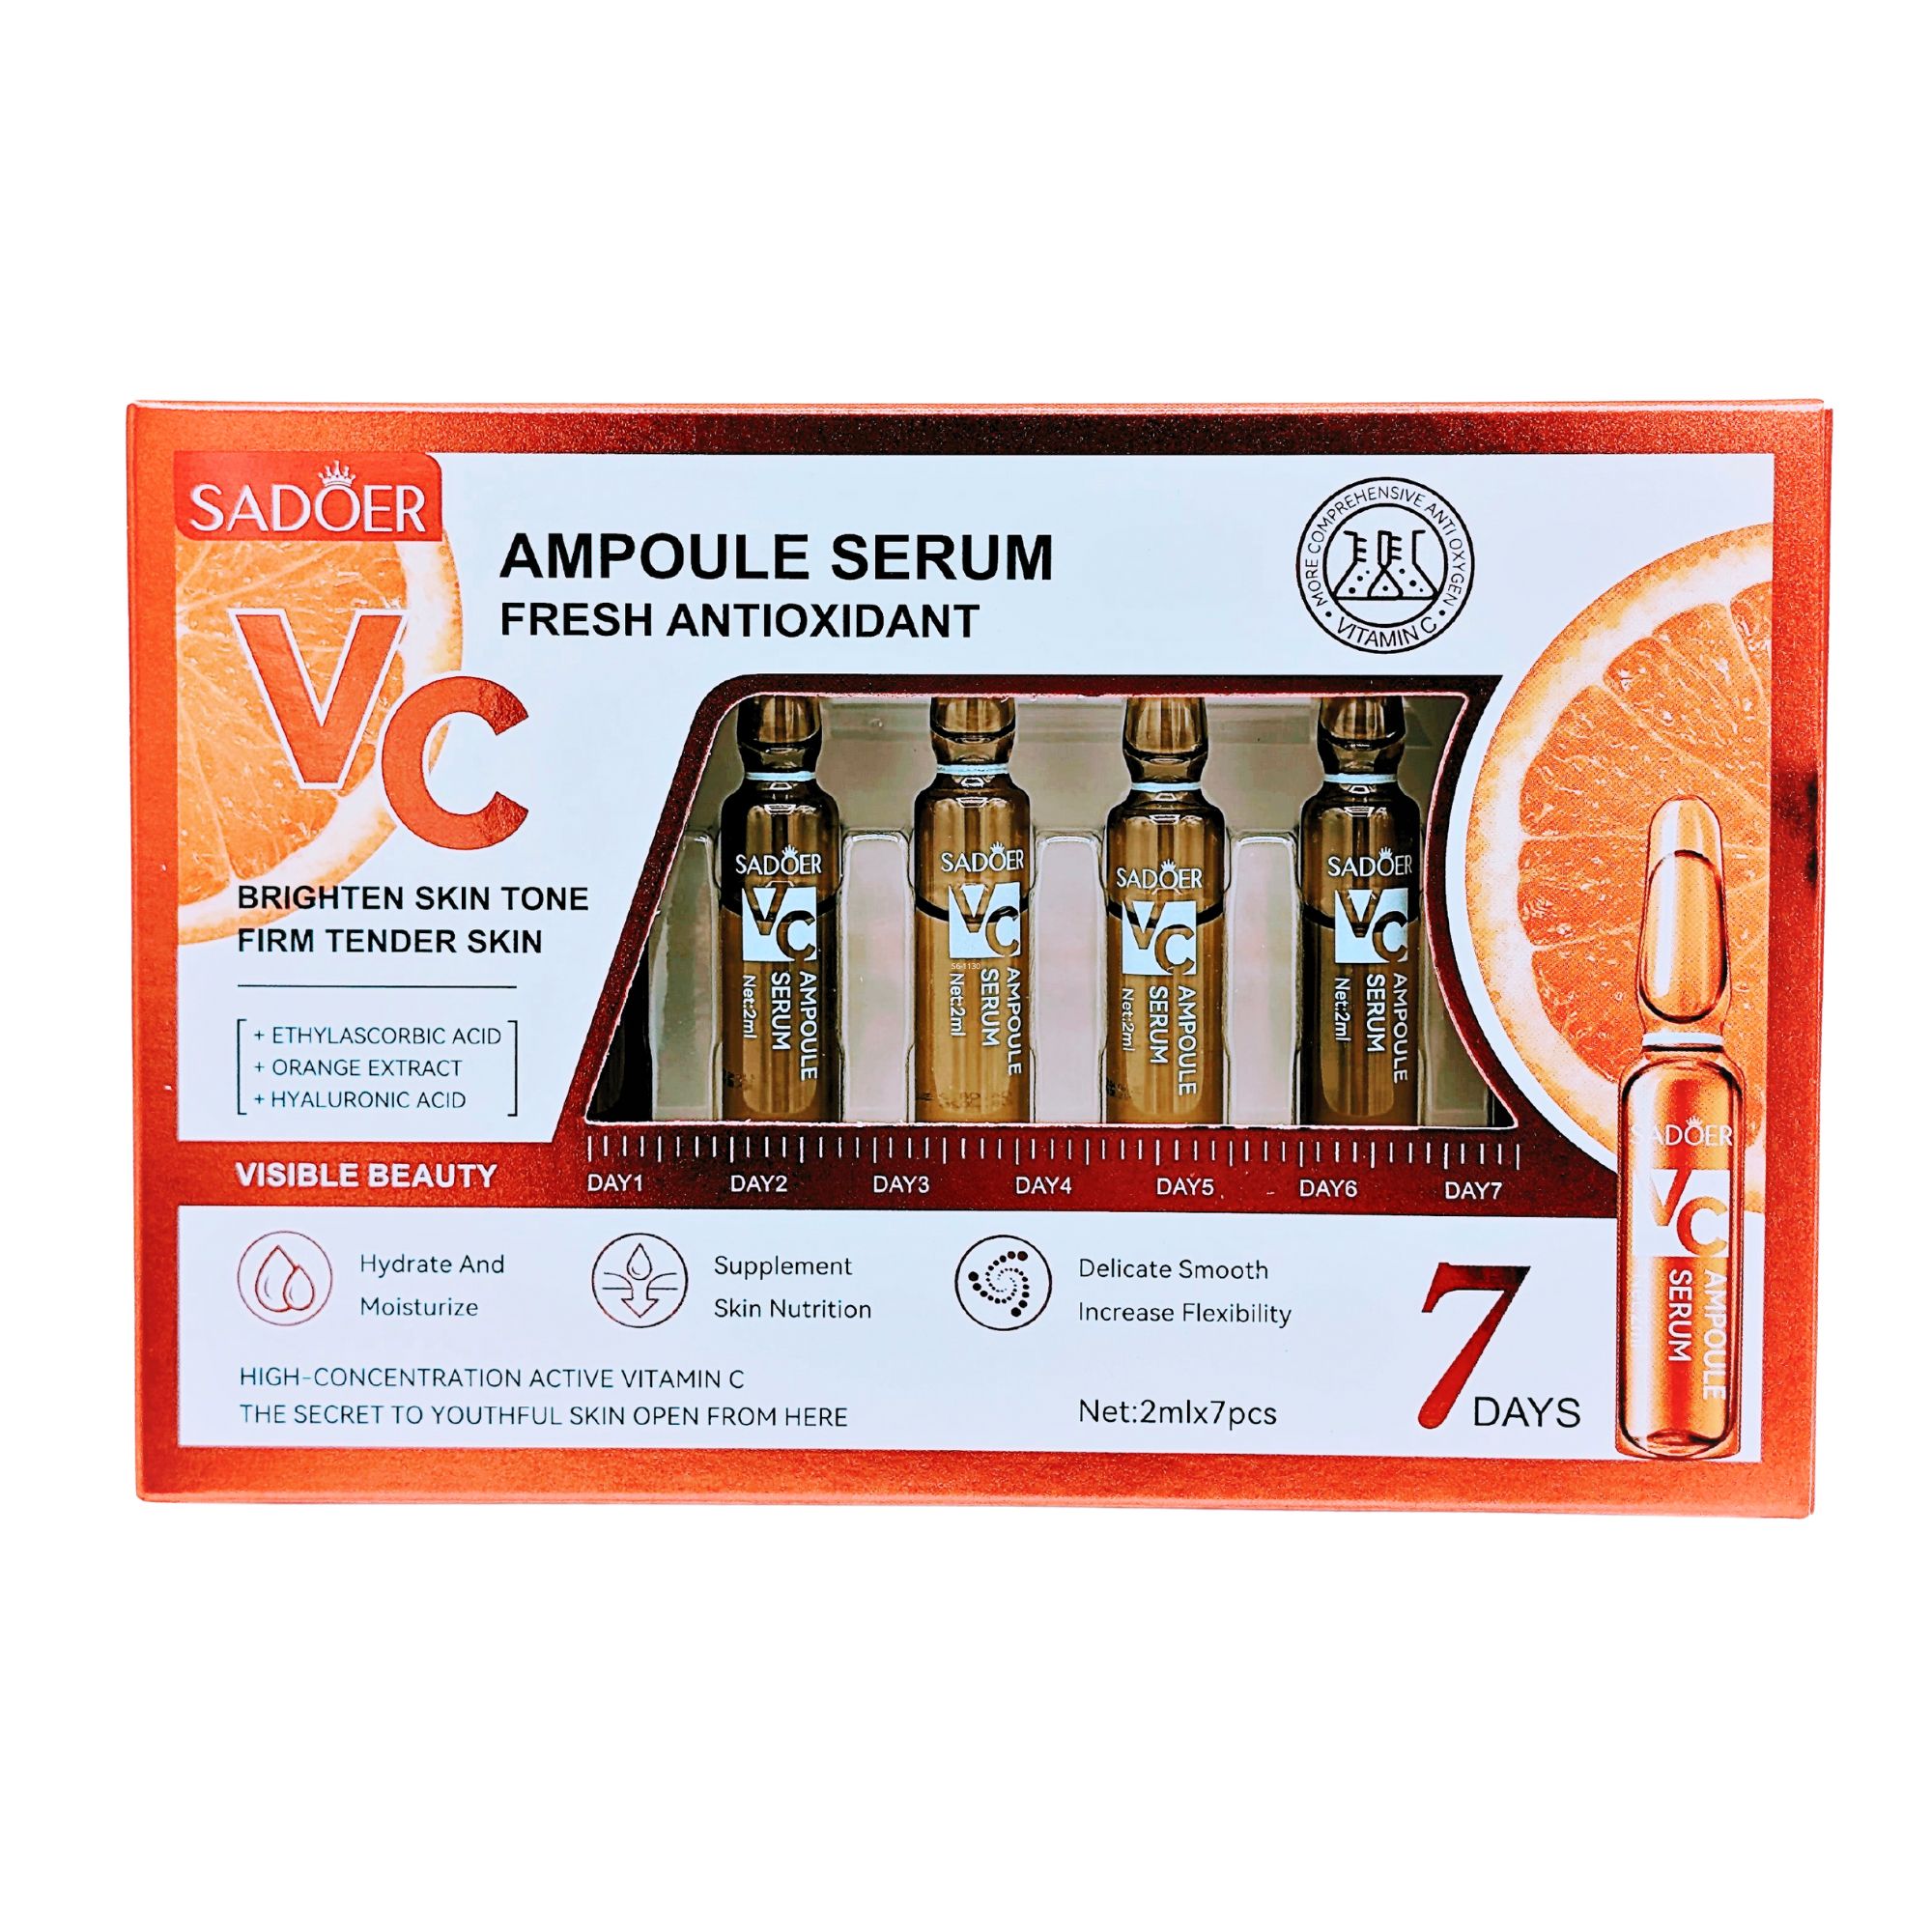 SADOER
AMPOULE SERUM
FRESH ANTIOXIDANT
MORE COMPREHENSIVE ANTI OXYGEN
VITAMIN C
VC
BRIGHTEN SKIN TONE
FIRM TENDER SKIN
+ ETHYLASCORBIC ACID
+ ORANGE EXTRACT
+ HYALURONIC ACID
SADOER
VC
AMPOULE
SERUM
Net:2ml
SADOER
VC
56-1130
AMPOULE
SERUM
Net:2ml
SADOER
VC
AMPOULE
SERUM
Net:2ml
SADOER
VC
AMPOULE
SERUM
Net:2ml
SADOER
VC
AMPOULE
SERUM
VISIBLE BEAUTY
DAY1 DAY2 DAY3 DAY4 DAY5 DAY6 DAY7
Hydrate And
Moisturize
Supplement
Skin Nutrition
Delicate Smooth
Increase Flexibility
HIGH-CONCENTRATION ACTIVE VITAMIN C
THE SECRET TO YOUTHFUL SKIN OPEN FROM HERE
Net:2mlx7pcs
7 DAYS